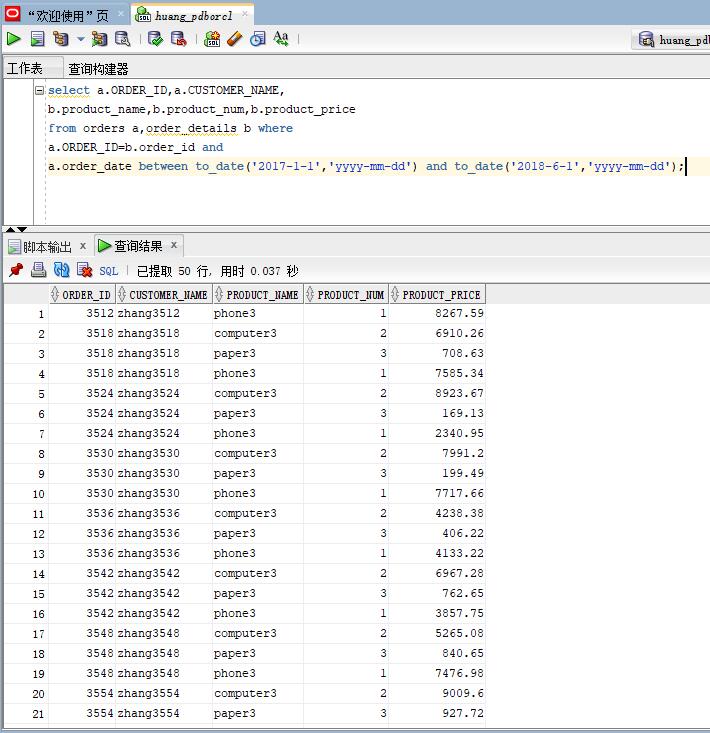 “欢迎使用”页 huang_pdborcl
huang_pdb
工作表 查询构建器
select a.ORDER_ID,a.CUSTOMER_NAME,
b.product_name,b.product_num,b.product_price
from orders a,order_details b where
a.ORDER_ID=b.order_id and
a.order_date between to_date('2017-1-1','yyyy-mm-dd') and to_date('2018-6-1','yyyy-mm-dd');
脚本输出 x 查询结果 x
SQL | 已提取 50 行, 用时 0.037 秒
ORDER_ID CUSTOMER_NAME PRODUCT_NAME PRODUCT_NUM PRODUCT_PRICE
1 3512 zhang3512 phone3 1 8267.59
2 3518 zhang3518 computer3 2 6910.26
3 3518 zhang3518 paper3 3 708.63
4 3518 zhang3518 phone3 1 7585.34
5 3524 zhang3524 computer3 2 8923.67
6 3524 zhang3524 paper3 3 169.13
7 3524 zhang3524 phone3 1 2340.95
8 3530 zhang3530 computer3 2 7991.2
9 3530 zhang3530 paper3 3 199.49
10 3530 zhang3530 phone3 1 7717.66
11 3536 zhang3536 computer3 2 4238.38
12 3536 zhang3536 paper3 3 406.22
13 3536 zhang3536 phone3 1 4133.22
14 3542 zhang3542 computer3 2 6967.28
15 3542 zhang3542 paper3 3 762.65
16 3542 zhang3542 phone3 1 3857.75
17 3548 zhang3548 computer3 2 5265.08
18 3548 zhang3548 paper3 3 840.65
19 3548 zhang3548 phone3 1 7476.98
20 3554 zhang3554 computer3 2 9009.6
21 3554 zhang3554 paper3 3 927.72